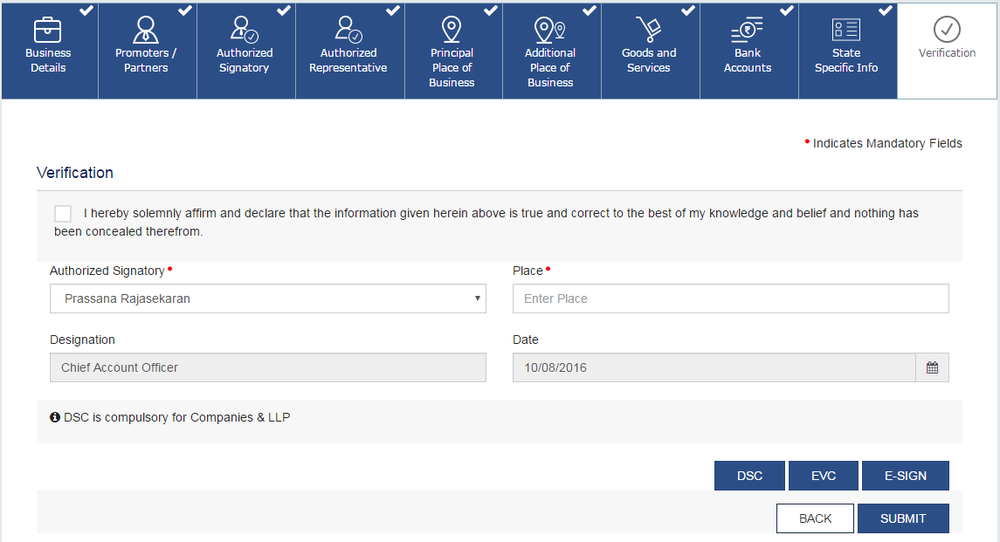 Business
Details
Promoters /
Partners
Authorized
Signatory
Authorized
Representative
Principal
Place of
Business
Additional
Place of
Business
Goods and
Services
₹
Bank
Accounts
State
Specific Info
Verification
• Indicates Mandatory Fields
Verification
I hereby solemnly affirm and declare that the information given herein above is true and correct to the best of my knowledge and belief and nothing has
been concealed therefrom.
Authorized Signatory •
Place •
Prassana Rajasekaran
Enter Place
Designation
Date
Chief Account Officer
10/08/2016
DSC is compulsory for Companies & LLP
DSC
EVC
E-SIGN
BACK
SUBMIT